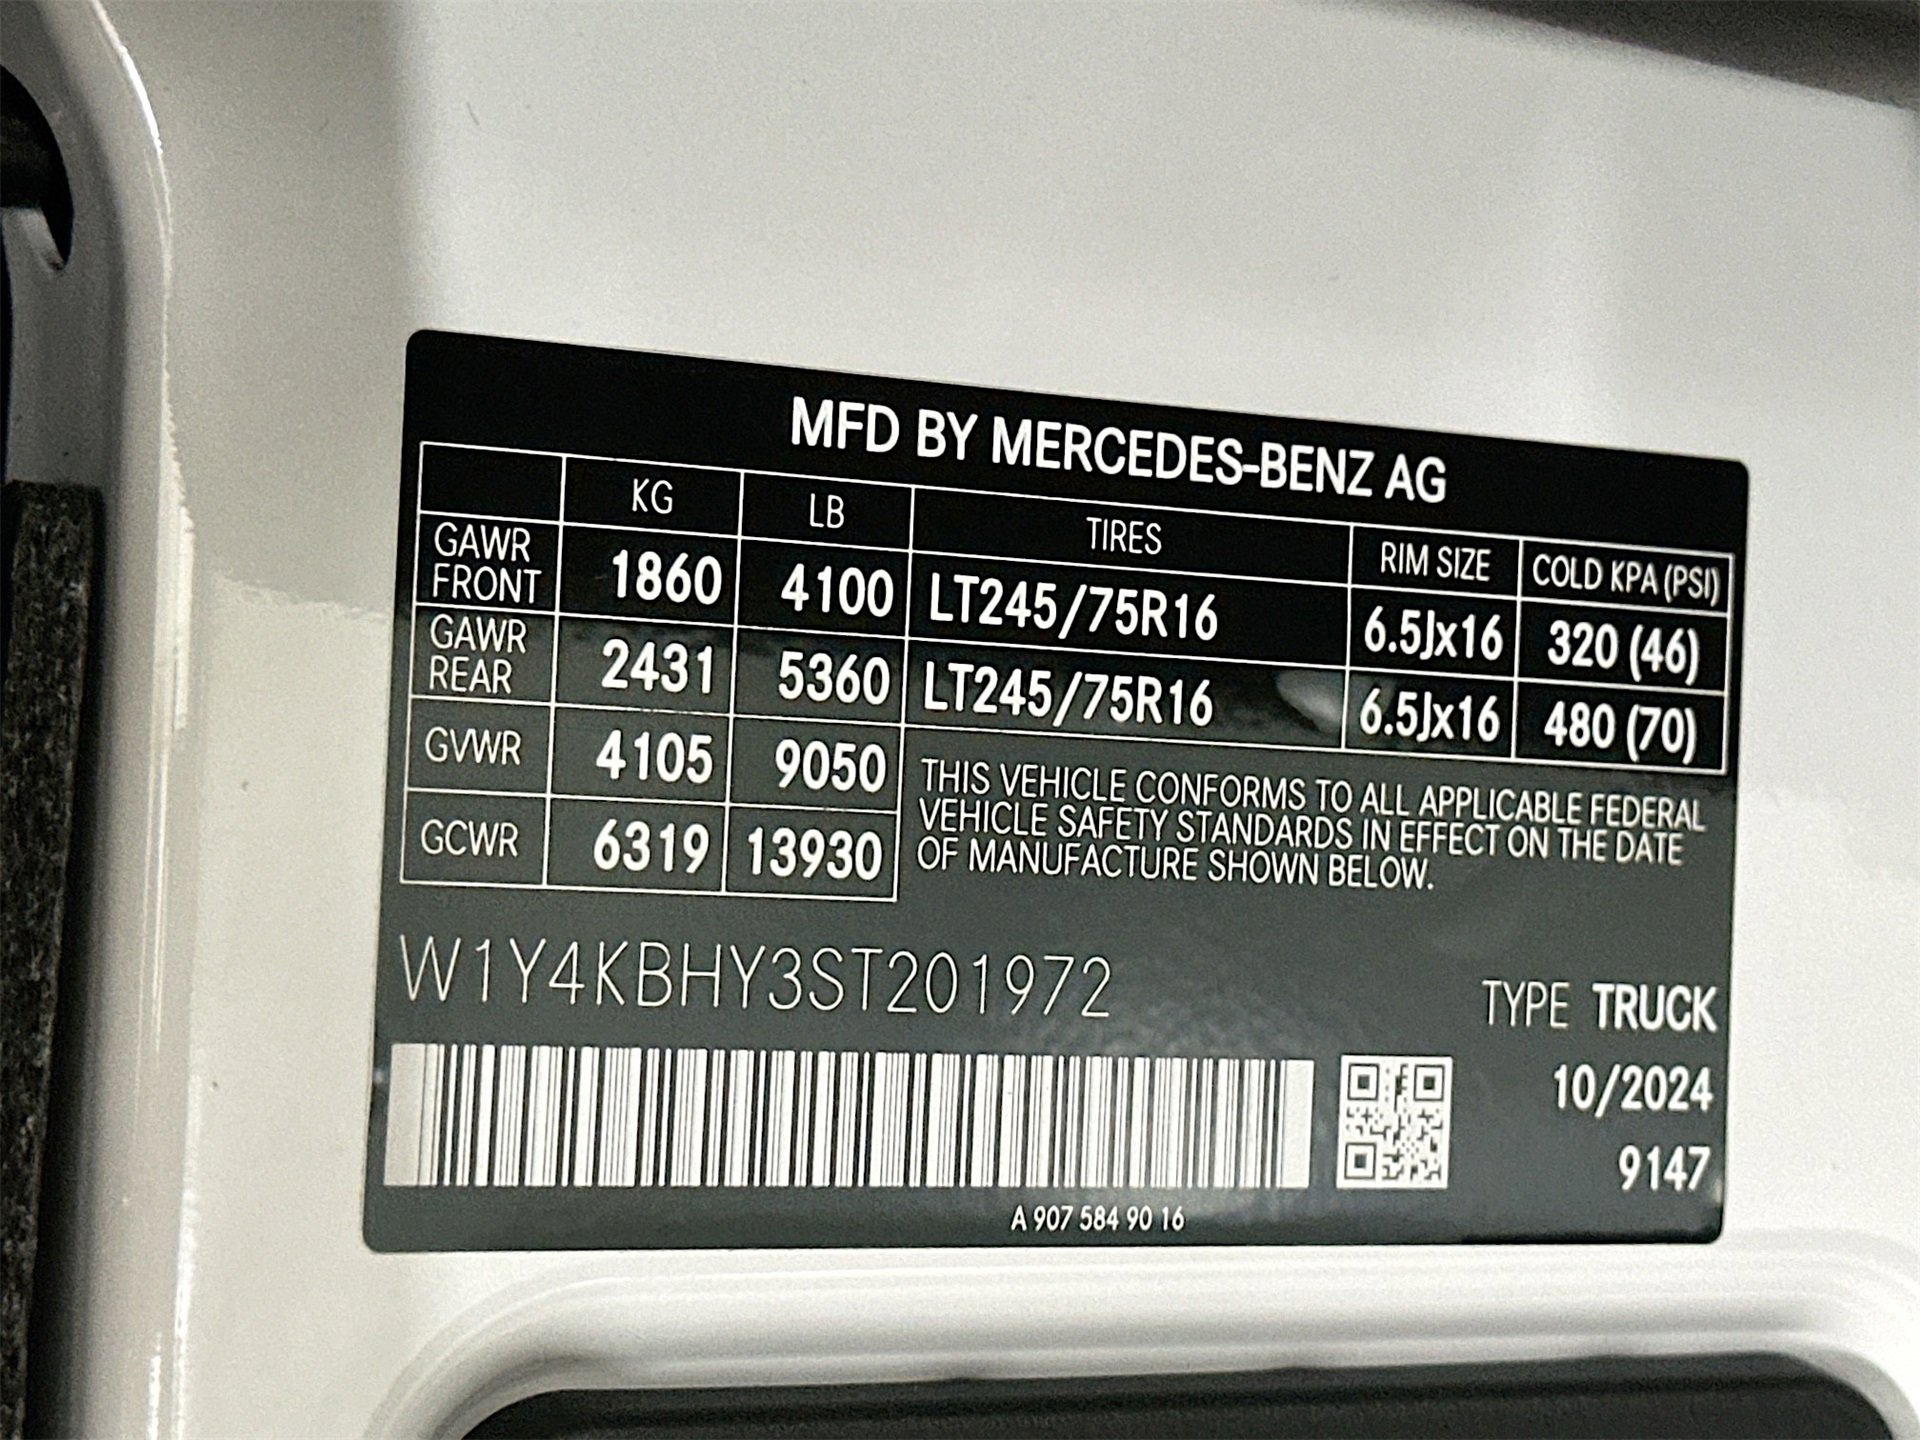 MFD BY MERCEDES-BENZ AG
KG LB TIRES RIM SIZE COLD KPA (PSI)
GAWR FRONT 1860 4100 LT245/75R16 6.5Jx16 320 (46)
GAWR REAR 2431 5360 LT245/75R16 6.5Jx16 480 (70)
GVWR 4105 9050
GCWR 6319 13930
THIS VEHICLE CONFORMS TO ALL APPLICABLE FEDERAL
VEHICLE SAFETY STANDARDS IN EFFECT ON THE DATE
OF MANUFACTURE SHOWN BELOW.
W1Y4KBHY3ST201972
TYPE TRUCK
10/2024
9147
A 907 584 90 16